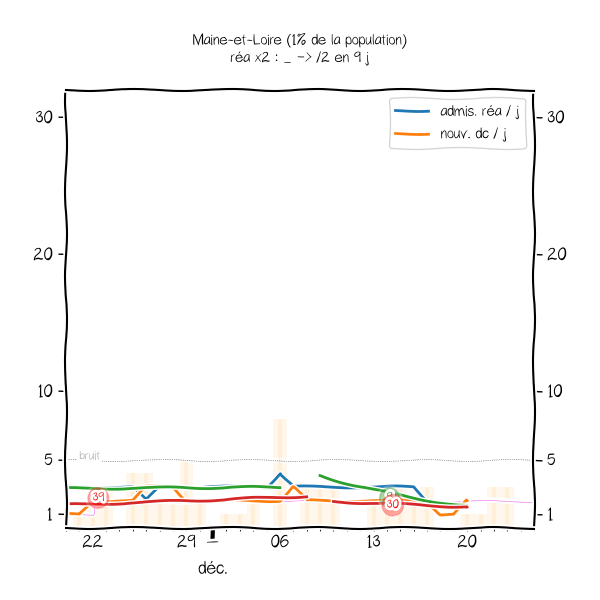 Maine-et-Loire (1% de la population)
réa x2 : _ -> /2 en 9 j
admis. réa / j
nouv. dc / j
30 30
20 20
10 10
5 5
bruit
39
9
30
1 1
22 29 06 13 20
déc.